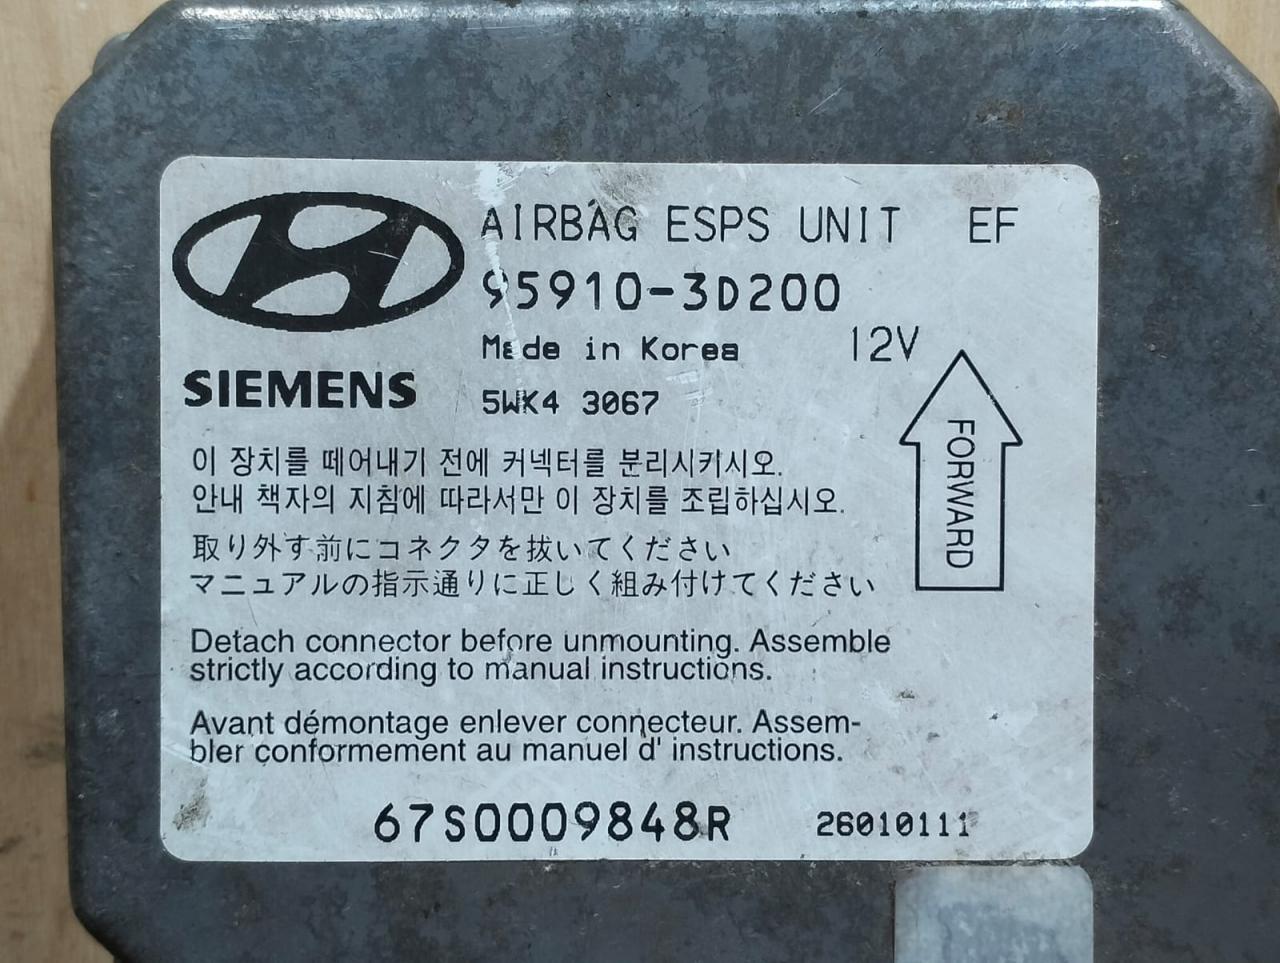 AIRBAG ESPS UNIT EF
95910-3D200
Made in Korea 12V
SIEMENS
5WK4 3067
FORWARD
이 장치를 떼어내기 전에 커넥터를 분리시키시오.
안내 책자의 지침에 따라서만 이 장치를 조립하십시오.
取り外す前にコネクタを抜いてください
マニュアルの指示通りに正しく組み付けてください
Detach connector before unmounting. Assemble
strictly according to manual instructions.
Avant démontage enlever connecteur. Assem-
bler conformement au manuel d' instructions.
67S0009848R 26010111